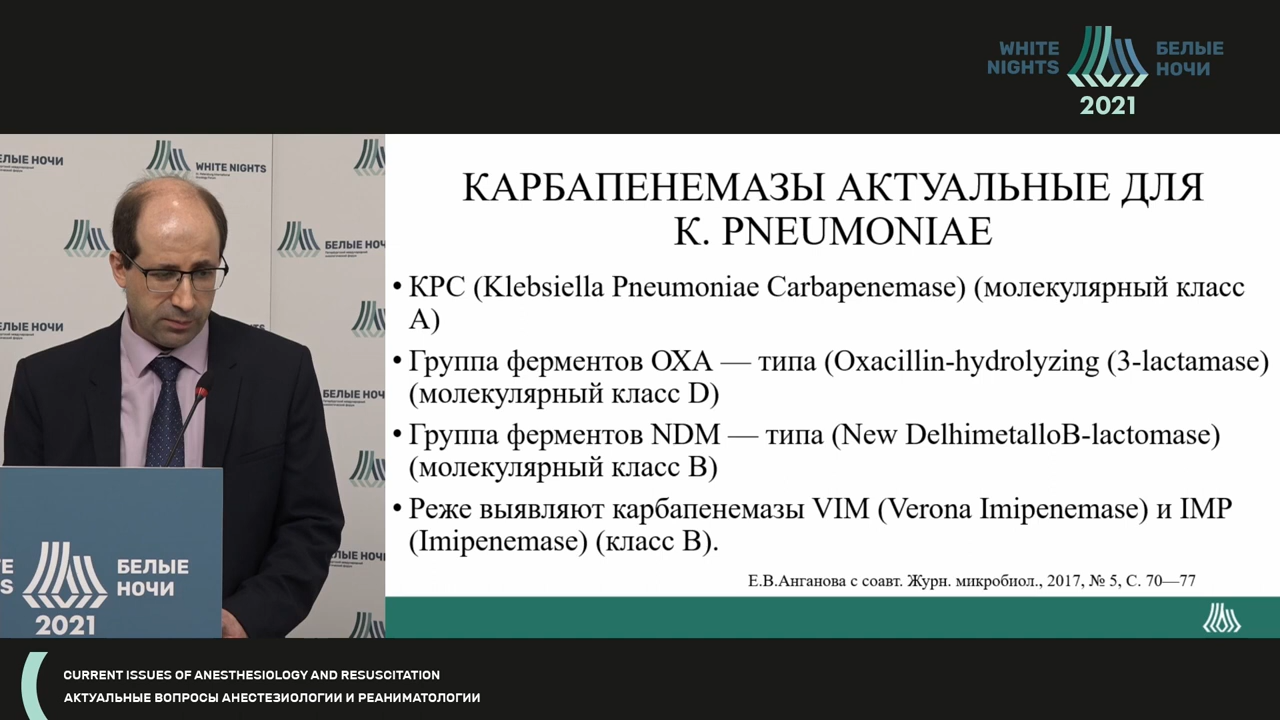 WHITE
NIGHTS
БЕЛЫЕ
НОЧИ
2021
WHITE NIGHTS
БЕЛЫЕ
НОЧИ
2021
КАРБАПЕНЕМАЗЫ АКТУАЛЬНЫЕ ДЛЯ
K. PNEUMONIAE
• КРС (Klebsiella Pneumoniae Carbapenemase) (молекулярный класс
А)
• Группа ферментов OXA — типа (Oxacillin-hydrolyzing (3-lactamase)
(молекулярный класс D)
• Группа ферментов NDM — типа (New DelhimetalloB-lactomase)
(молекулярный класс B)
• Реже выявляют карбапенемазы VIM (Verona Imipenemase) и IMP
(Imipenemase) (класс B).
Е.В.Анганова с соавт. Журн. микробиол., 2017, № 5, С. 70—77
CURRENT ISSUES OF ANESTHESIOLOGY AND RESUSCITATION
АКТУАЛЬНЫЕ ВОПРОСЫ АНЕСТЕЗИОЛОГИИ И РЕАНИМАТОЛОГИИ